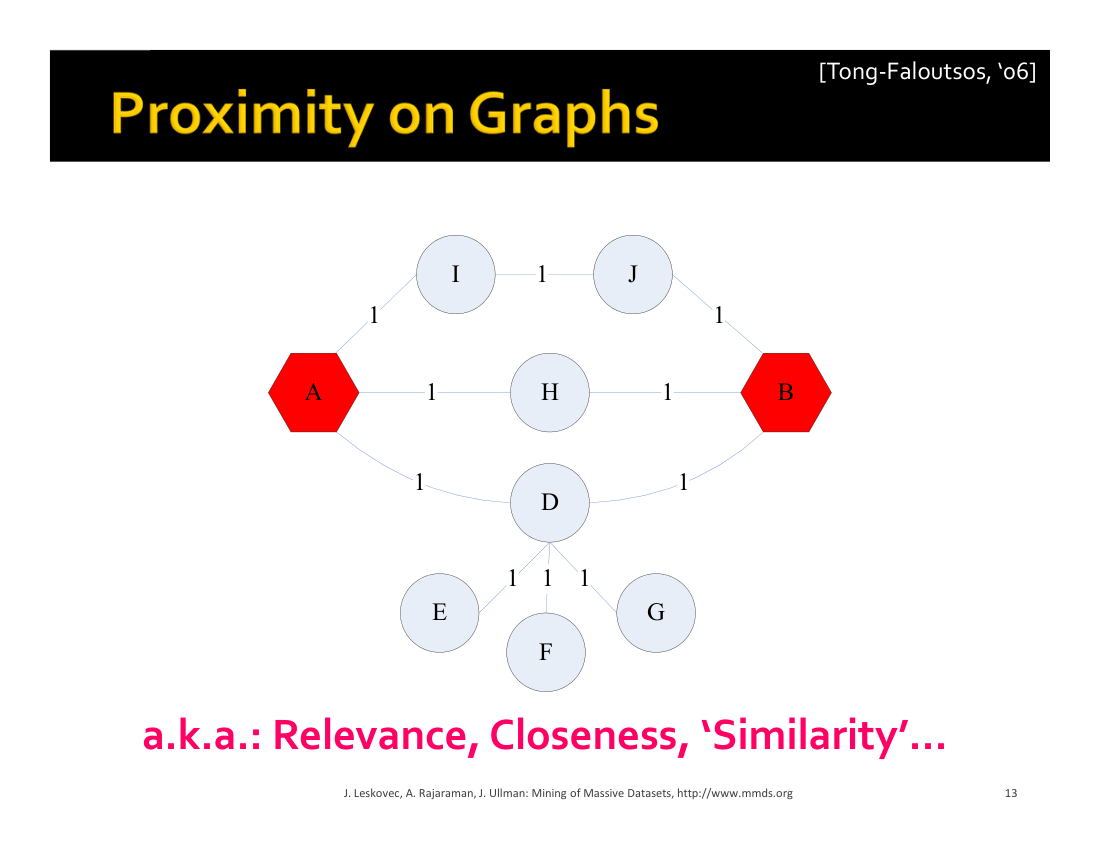 [Tong-Faloutsos, ‘06]
Proximity on Graphs
I 1 J
1 1
A 1 H 1 B
1 1
D
1 1 1
E G
F
a.k.a.: Relevance, Closeness, ‘Similarity’…
J. Leskovec, A. Rajaraman, J. Ullman: Mining of Massive Datasets, http://www.mmds.org 13